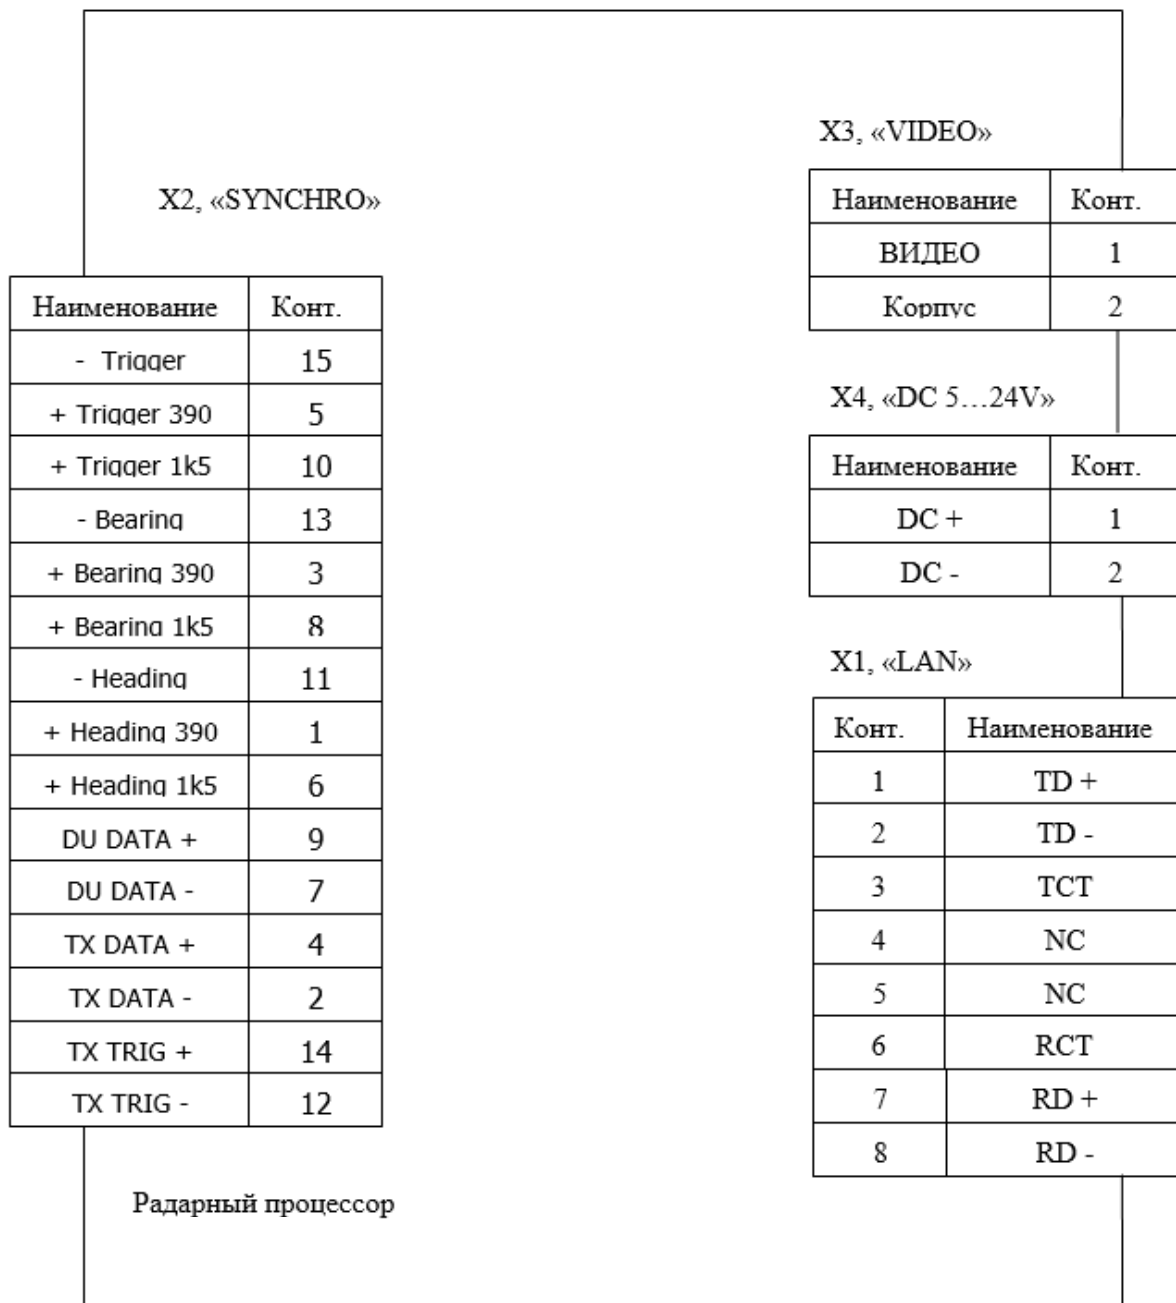 X2, «SYNCHRO»
Наименование Конт.
- Trigger 15
+ Trigger 390 5
+ Trigger 1k5 10
- Bearing 13
+ Bearing 390 3
+ Bearing 1k5 8
- Heading 11
+ Heading 390 1
+ Heading 1k5 6
DU DATA + 9
DU DATA - 7
TX DATA + 4
TX DATA - 2
TX TRIG + 14
TX TRIG - 12
Радарный процессор
X3, «VIDEO»
Наименование Конт.
ВИДЕО 1
Корпус 2
X4, «DC 5...24V»
Наименование Конт.
DC + 1
DC - 2
X1, «LAN»
Конт. Наименование
1 TD +
2 TD -
3 TCT
4 NC
5 NC
6 RCT
7 RD +
8 RD -